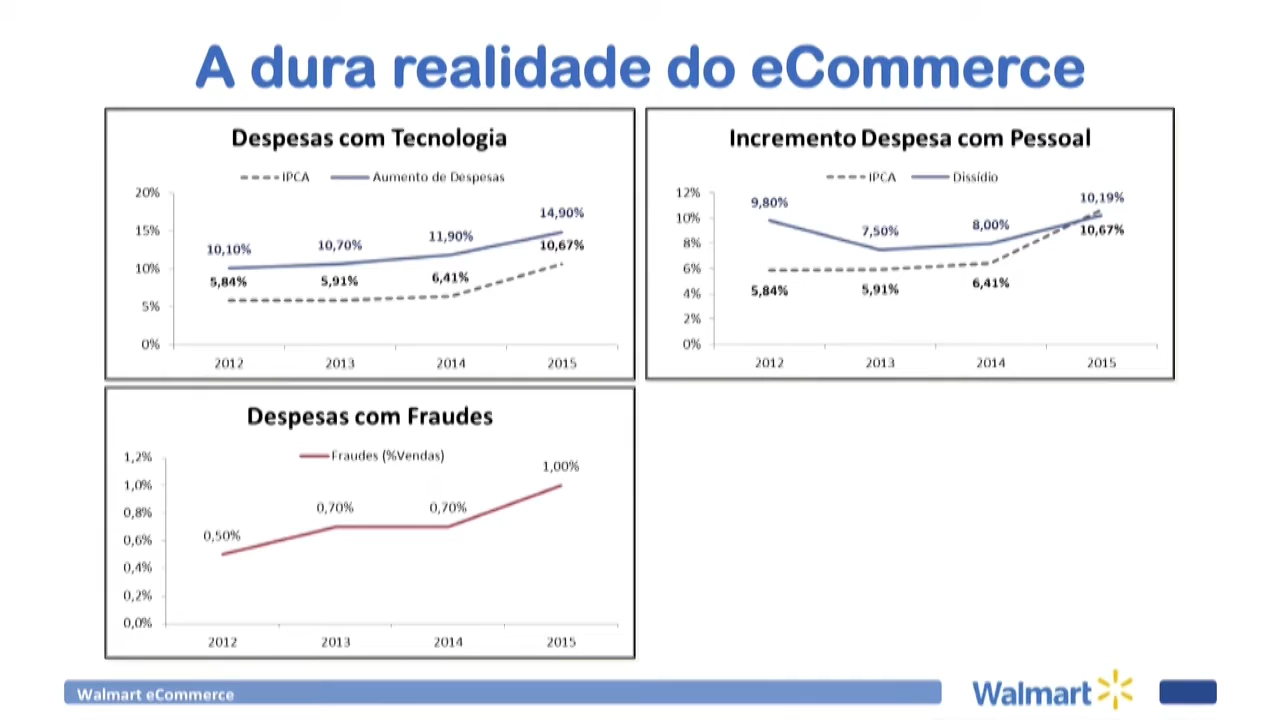 A dura realidade do eCommerce
Despesas com Tecnologia
IPCA Aumento de Despesas
20%
15%
10%
5%
0%
10,10% 10,70% 11,90% 14,90%
5,84% 5,91% 6,41% 10,67%
2012 2013 2014 2015
Incremento Despesa com Pessoal
IPCA Dissídio
12%
10%
8%
6%
4%
2%
0%
9,80% 7,50% 8,00% 10,19%
5,84% 5,91% 6,41% 10,67%
2012 2013 2014 2015
Despesas com Fraudes
Fraudes (%Vendas)
1,2%
1,0%
0,8%
0,6%
0,4%
0,2%
0,0%
0,50% 0,70% 0,70% 1,00%
2012 2013 2014 2015
Walmart eCommerce
Walmart